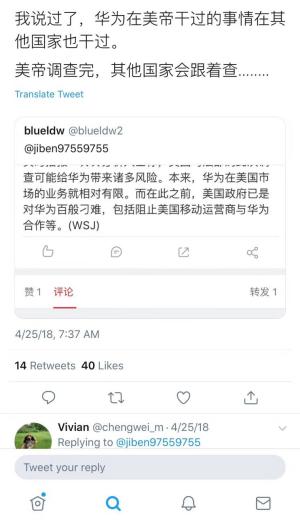 我说过了，华为在美帝干过的事情在其
他国家也干过。
美帝调查完，其他国家会跟着查........
Translate Tweet
blueldw @blueldw2
@jiben97559755
查可能给华为带来诸多风险。本来，华为在美国市
场的业务就相对有限。而在此之前，美国政府已是
对华为百般刁难，包括阻止美国移动运营商与华为
合作等。(WSJ)
赞 1 评论 转发 1
4/25/18, 7:37 AM
14 Retweets 40 Likes
Vivian @chengwei_m · 4/25/18
Replying to @jiben97559755
Tweet your reply